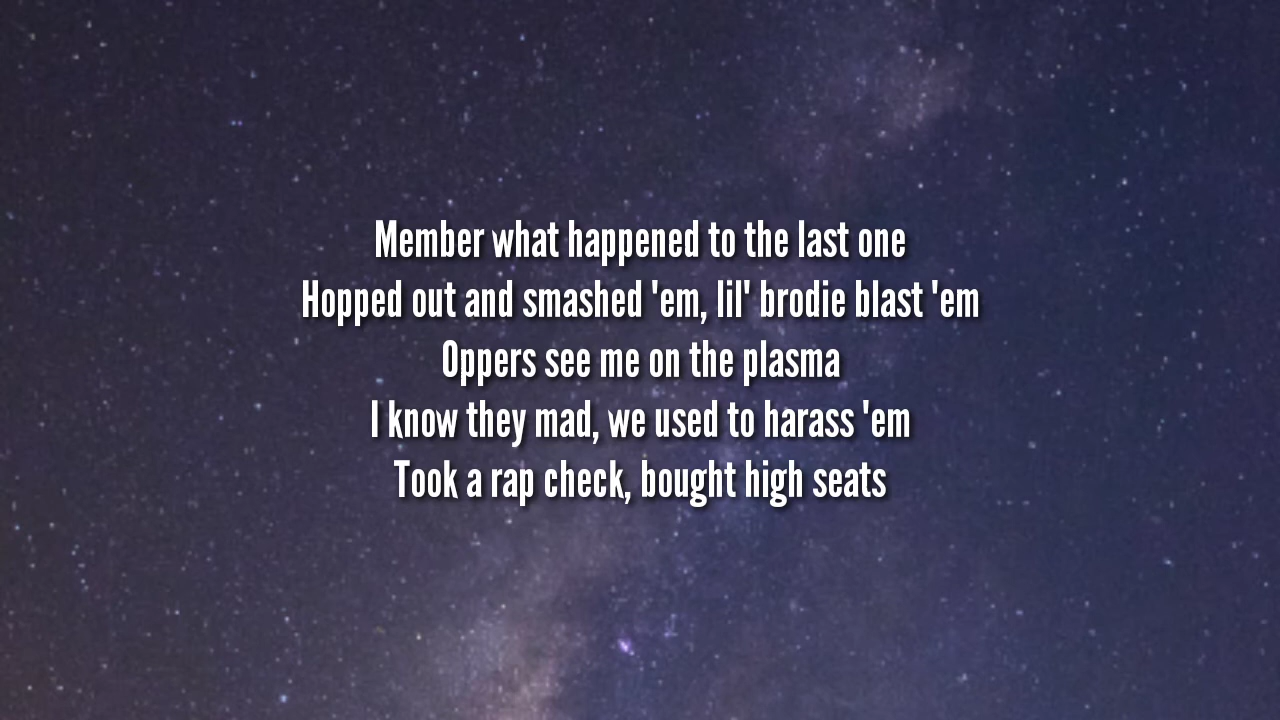 Member what happened to the last one
Hopped out and smashed 'em, lil' brodie blast 'em
Oppers see me on the plasma
I know they mad, we used to harass 'em
Took a rap check, bought high seats